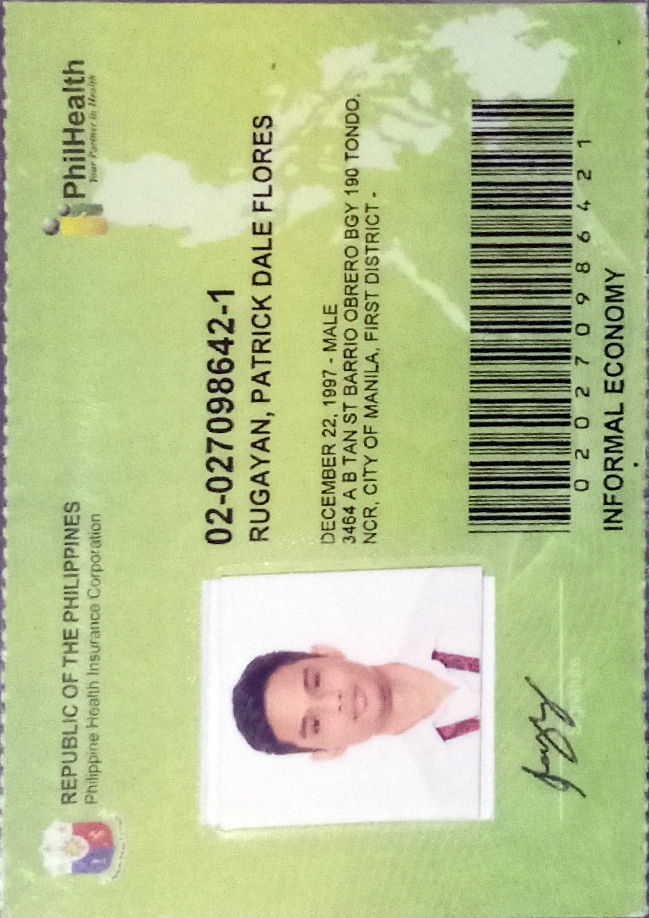 REPUBLIC OF THE PHILIPPINES
Philippine Health Insurance Corporation
PhilHealth
Your Partner in Health
02-027098642-1
RUGAYAN, PATRICK DALE FLORES
DECEMBER 22, 1997 - MALE
3464 A B TAN ST BARRIO OBRERO BGY 190 TONDO,
NCR, CITY OF MANILA, FIRST DISTRICT -
020270986421
INFORMAL ECONOMY